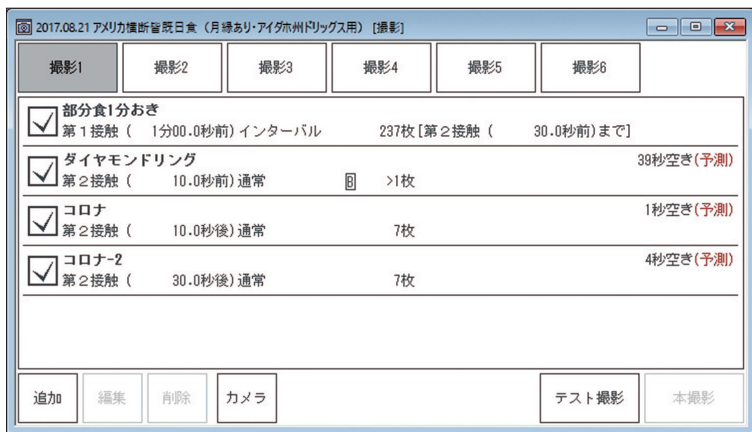 2017.08.21 アメリカ横断皆既日食 (月縁あり・アイダホ州ドリッグス用) [撮影]
撮影1 撮影2 撮影3 撮影4 撮影5 撮影6
部分食1分おき
第1接触 ( 1分00.0秒前) インターバル 237枚 [第2接触 ( 30.0秒前)まで]
ダイヤモンドリング 39秒空き(予測)
第2接触 ( 10.0秒前) 通常 B >1枚
コロナ 1秒空き(予測)
第2接触 ( 10.0秒後) 通常 7枚
コロナ-2 4秒空き(予測)
第2接触 ( 30.0秒後) 通常 7枚
追加 編集 削除 カメラ テスト撮影 本撮影